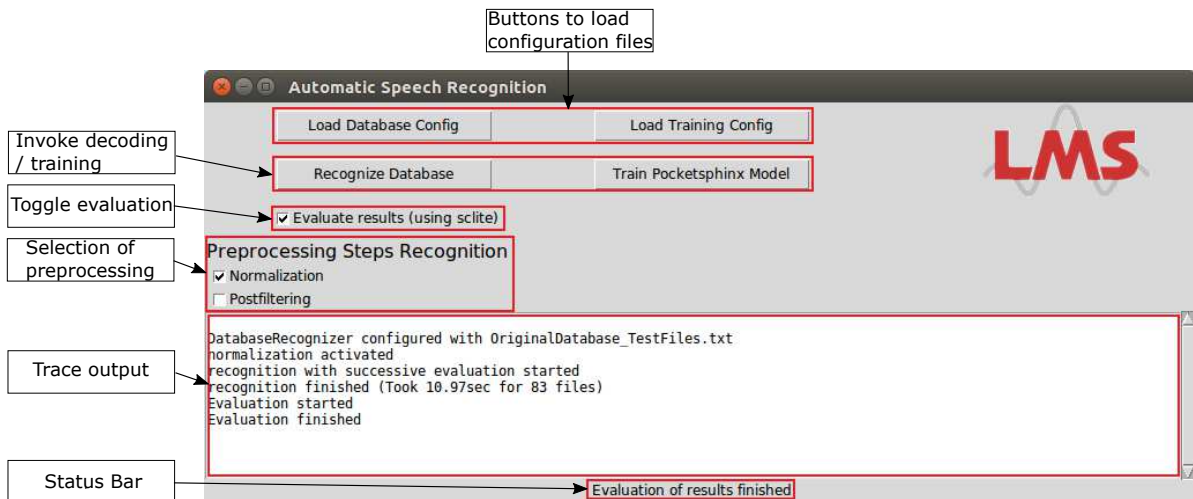 Buttons to load
configuration files
Automatic Speech Recognition
Load Database Config
Load Training Config
LMS
Invoke decoding
/ training
Recognize Database
Train Pocketsphinx Model
Toggle evaluation
Evaluate results (using sclite)
Selection of
preprocessing
Preprocessing Steps Recognition
Normalization
Postfiltering
Trace output
DatabaseRecognizer configured with OriginalDatabase_TestFiles.txt
normalization activated
recognition with successive evaluation started
recognition finished (Took 10.97sec for 83 files)
Evaluation started
Evaluation finished
Status Bar
Evaluation of results finished